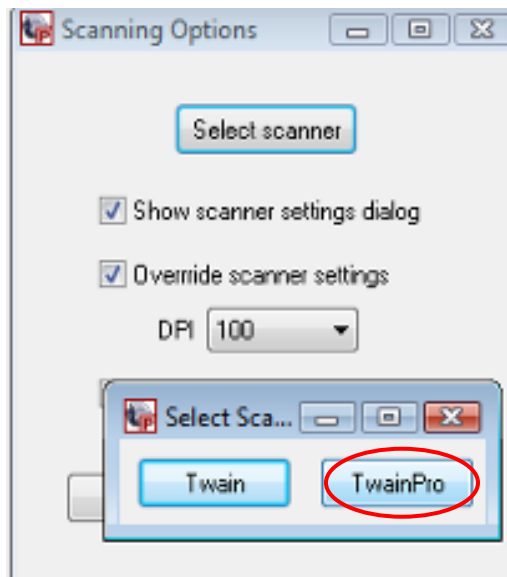 Scanning Options
Select scanner
Show scanner settings dialog
Override scanner settings
DPI 100
Select Sca...
Twain TwainPro